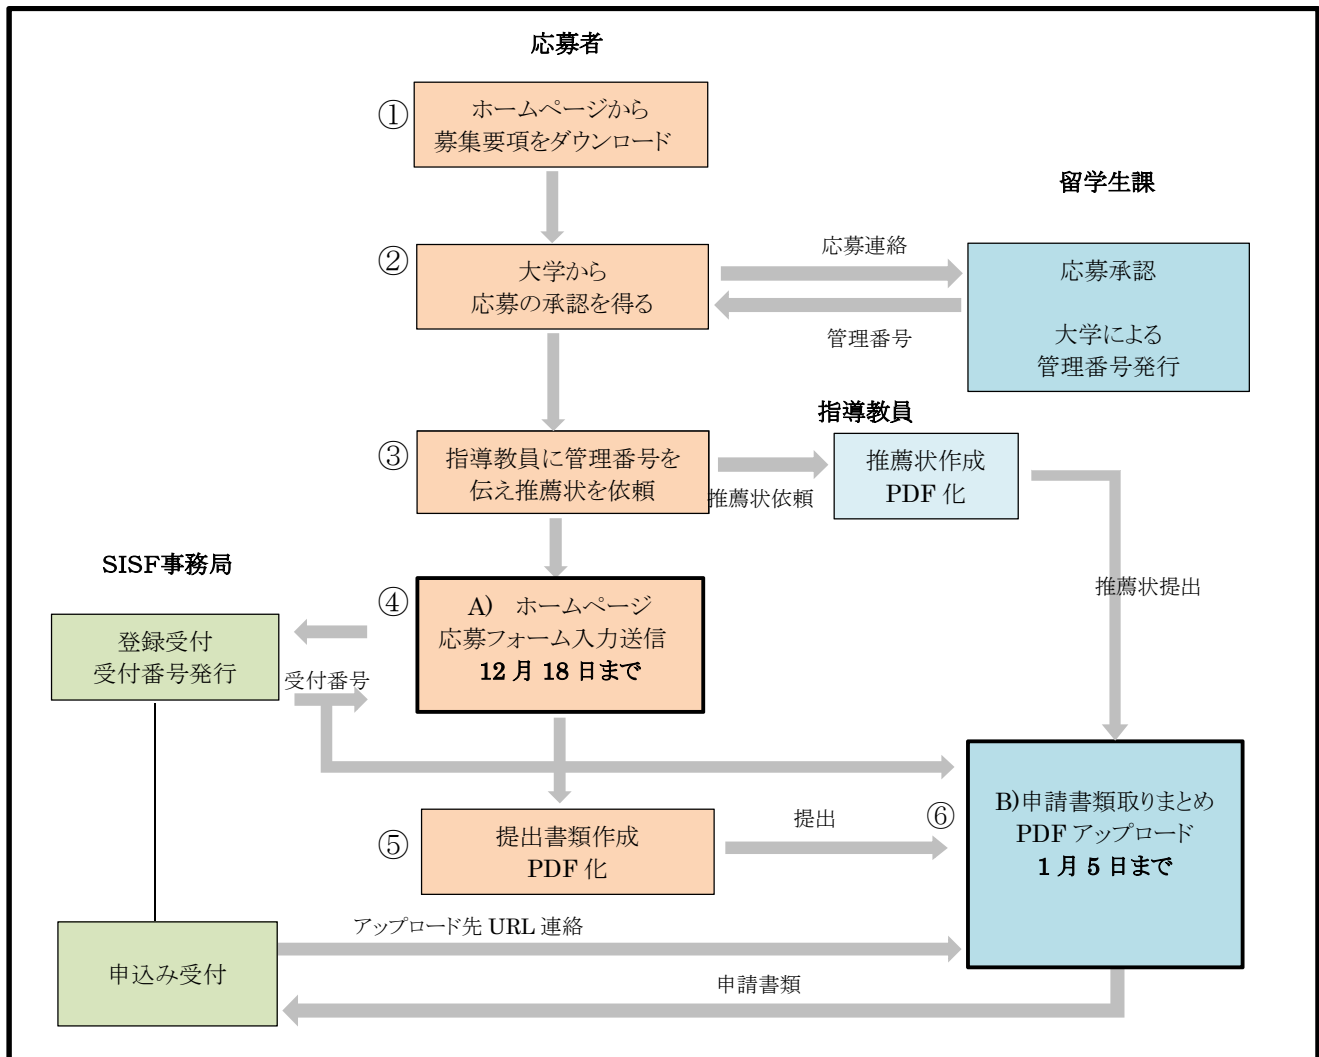 応募者
①
ホームページから
募集要項をダウンロード
留学生課
②
大学から
応募の承認を得る
応募連絡
管理番号
応募承認
大学による
管理番号発行
指導教員
③
指導教員に管理番号を
伝え推薦状を依頼
推薦状依頼
推薦状作成
PDF 化
SISF事務局
④
A) ホームページ
応募フォーム入力送信
12 月 18 日まで
推薦状提出
登録受付
受付番号発行
受付番号
⑤
提出書類作成
PDF 化
提出
⑥
B)申請書類取りまとめ
PDF アップロード
1 月 5 日まで
アップロード先 URL 連絡
申込み受付
申請書類